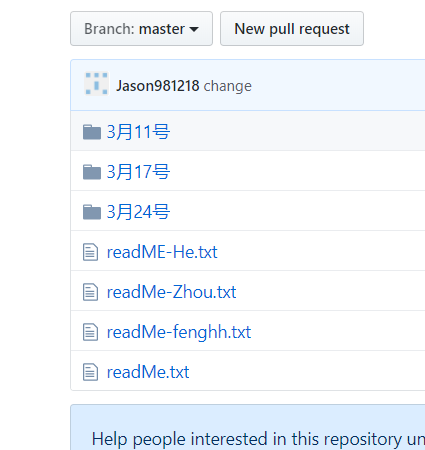 Branch: master New pull request
Jason981218 change
3月11号
3月17号
3月24号
readME-He.txt
readMe-Zhou.txt
readMe-fenghh.txt
readMe.txt
Help people interested in this repository un